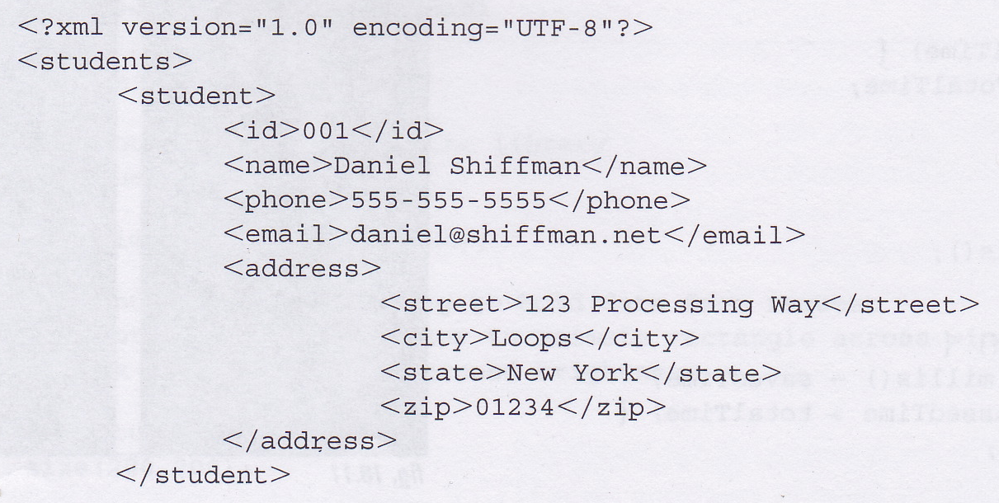 <?xml version="1.0" encoding="UTF-8"?>
<students>
<student>
<id>001</id>
<name>Daniel Shiffman</name>
<phone>555-555-5555</phone>
<email>daniel@shiffman.net</email>
<address>
<street>123 Processing Way</street>
<city>Loops</city>
<state>New York</state>
<zip>01234</zip>
</address>
</student>